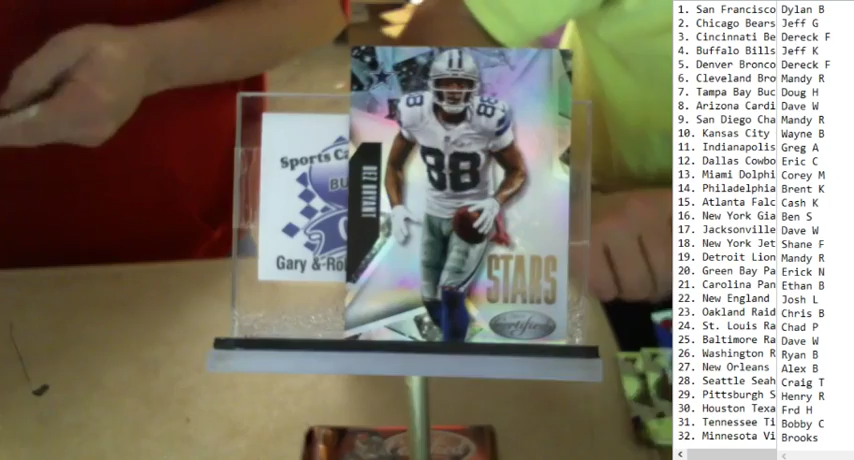 Sports Ca
BU
Gary & Ro
88
88
88
DEZ BRYANT
STARS
Certified
1. San Francisco Dylan B
2. Chicago Bears Jeff G
3. Cincinnati Be Dereck F
4. Buffalo Bills Jeff K
5. Denver Bronco Dereck F
6. Cleveland Bro Mandy R
7. Tampa Bay Buc Doug H
8. Arizona Cardi Dave W
9. San Diego Cha Mandy R
10. Kansas City Wayne B
11. Indianapolis Greg A
12. Dallas Cowbo Eric C
13. Miami Dolphi Corey M
14. Philadelphia Brent K
15. Atlanta Falc Cash K
16. New York Gia Ben S
17. Jacksonville Dave W
18. New York Jet Shane F
19. Detroit Lion Mandy R
20. Green Bay Pa Erick N
21. Carolina Pan Ethan B
22. New England Josh L
23. Oakland Raid Chris B
24. St. Louis Ra Chad P
25. Baltimore Ra Dave W
26. Washington R Ryan B
27. New Orleans Alex B
28. Seattle Seah Craig T
29. Pittsburgh S Henry R
30. Houston Texa Frd H
31. Tennessee Ti Bobby C
32. Minnesota Vi Brooks